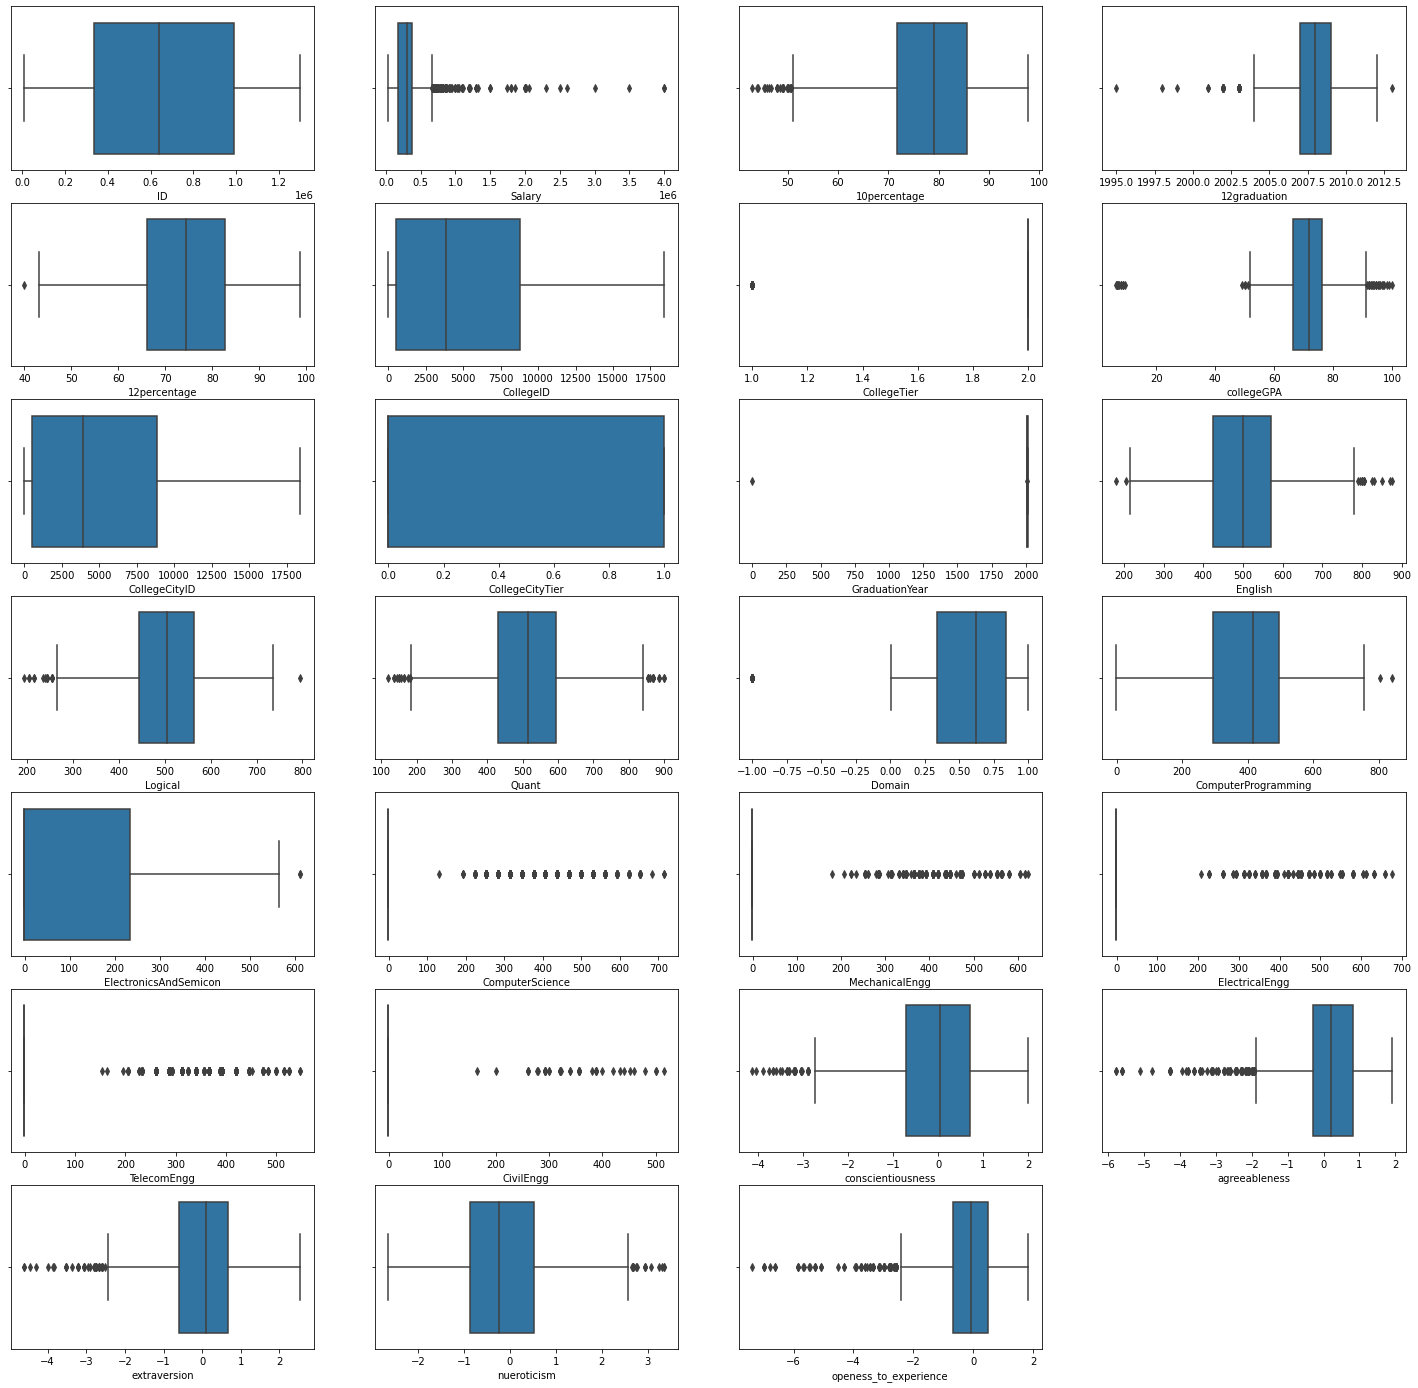 0.0 0.2 0.4 0.6 0.8 1.0 1.2
1e6
ID
0.0 0.5 1.0 1.5 2.0 2.5 3.0 3.5 4.0
1e6
Salary
50 60 70 80 90 100
10percentage
1995.0 1997.5 2000.0 2002.5 2005.0 2007.5 2010.0 2012.5
12graduation
40 50 60 70 80 90 100
12percentage
0 2500 5000 7500 10000 12500 15000 17500
CollegeID
1.0 1.2 1.4 1.6 1.8 2.0
CollegeTier
20 40 60 80 100
collegeGPA
0 2500 5000 7500 10000 12500 15000 17500
CollegeCityID
0.0 0.2 0.4 0.6 0.8 1.0
CollegeCityTier
0 250 500 750 1000 1250 1500 1750 2000
GraduationYear
200 300 400 500 600 700 800 900
English
200 300 400 500 600 700 800
Logical
100 200 300 400 500 600 700 800 900
Quant
−1.00 −0.75 −0.50 −0.25 0.00 0.25 0.50 0.75 1.00
Domain
0 200 400 600 800
ComputerProgramming
0 100 200 300 400 500 600
ElectronicsAndSemicon
0 100 200 300 400 500 600 700
ComputerScience
0 100 200 300 400 500 600
MechanicalEngg
0 100 200 300 400 500 600 700
ElectricalEngg
0 100 200 300 400 500
TelecomEngg
0 100 200 300 400 500
CivilEngg
−4 −3 −2 −1 0 1 2
conscientiousness
−6 −5 −4 −3 −2 −1 0 1 2
agreeableness
−4 −3 −2 −1 0 1 2
extraversion
−2 −1 0 1 2 3
nueroticism
−6 −4 −2 0 2
openess_to_experience